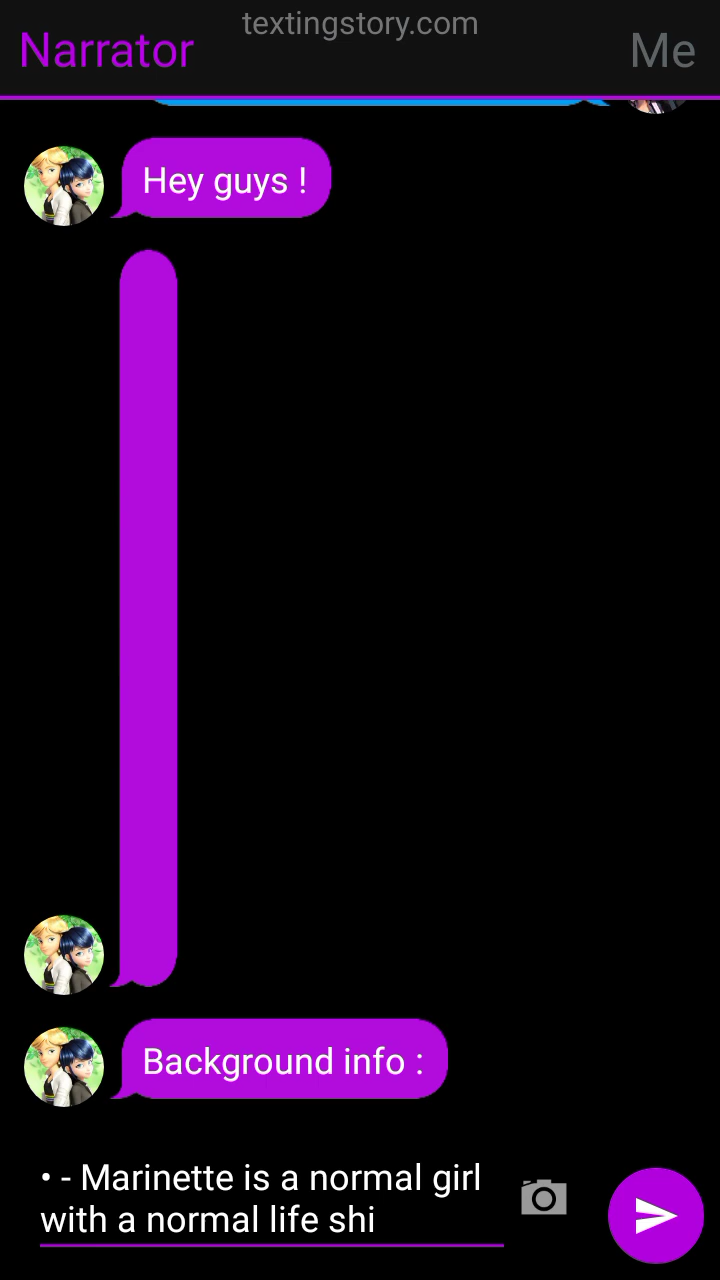 textingstory.com
Narrator
Me
Hey guys !
Background info :
• - Marinette is a normal girl
with a normal life shi